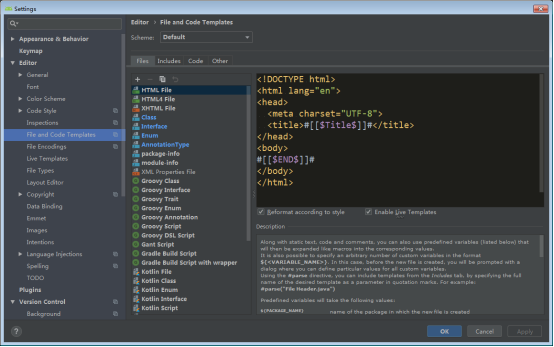 Settings
Editor › File and Code Templates
Scheme: Default
Appearance & Behavior
Keymap
Editor
General
Font
Color Scheme
Code Style
Inspections
File and Code Templates
File Encodings
Live Templates
File Types
Layout Editor
Copyright
Data Binding
Emmet
Images
Intentions
Language Injections
Spelling
TODO
Plugins
Version Control
Background
Files Includes Code Other
HTML File
HTML4 File
XHTML File
Class
Interface
Enum
AnnotationType
package-info
module-info
XML Properties File
Groovy Class
Groovy Interface
Groovy Trait
Groovy Enum
Groovy Annotation
Groovy Script
Groovy DSL Script
Gant Script
Gradle Build Script
Gradle Build Script with wrapper
Kotlin File
Kotlin Class
Kotlin Enum
Kotlin Interface
Kotlin Script
<!DOCTYPE html>
<html lang="en">
<head>
<meta charset="UTF-8">
<title>#[[$Title$]]#</title>
</head>
<body>
#[[$END$]]#
</body>
</html>
Reformat according to style Enable Live Templates
Description
Along with static text, code and comments, you can also use predefined variables (listed below) that
will then be expanded like macros into the corresponding values.
It is also possible to specify an arbitrary number of custom variables in the format
${<VARIABLE_NAME>}. In this case, before the new file is created, you will be prompted with a
dialog where you can define particular values for all custom variables.
Using the #parse directive, you can include templates from the Includes tab, by specifying the full
name of the desired template as a parameter in quotation marks. For example:
#parse("File Header.java")
Predefined variables will take the following values:
${PACKAGE_NAME} name of the package in which the new file is created
? OK Cancel Apply